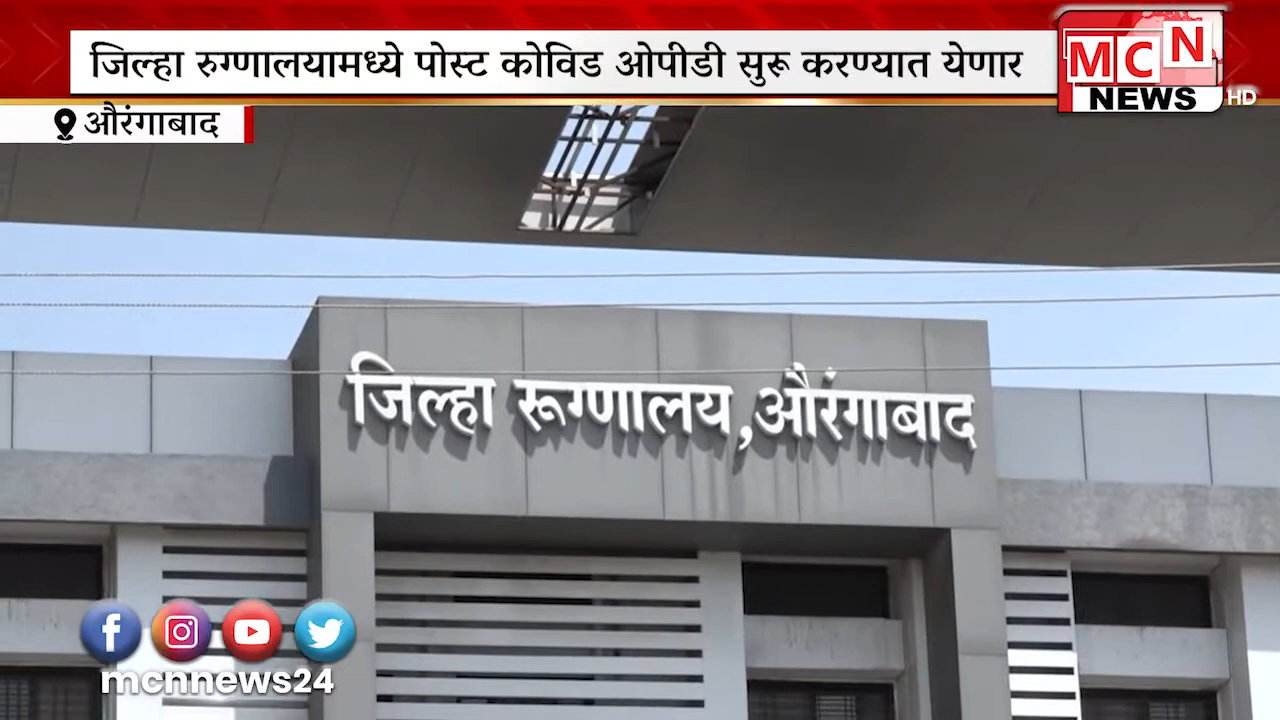 जिल्हा रुग्णालयामध्ये पोस्ट कोविड ओपीडी सुरू करण्यात येणार
MCN
NEWS
HD
औरंगाबाद
जिल्हा रूग्णालय,औरंगाबाद
mcnnews24